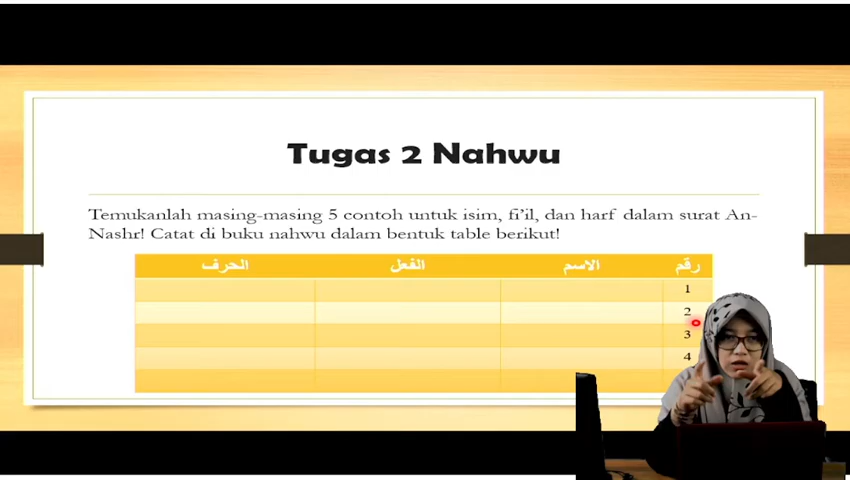 Tugas 2 Nahwu
Temukanlah masing-masing 5 contoh untuk isim, fi'il, dan harf dalam surat An-
Nashr! Catat di buku nahwu dalam bentuk table berikut!
رقم الاسم الفعل الحرف
1
2
3
4